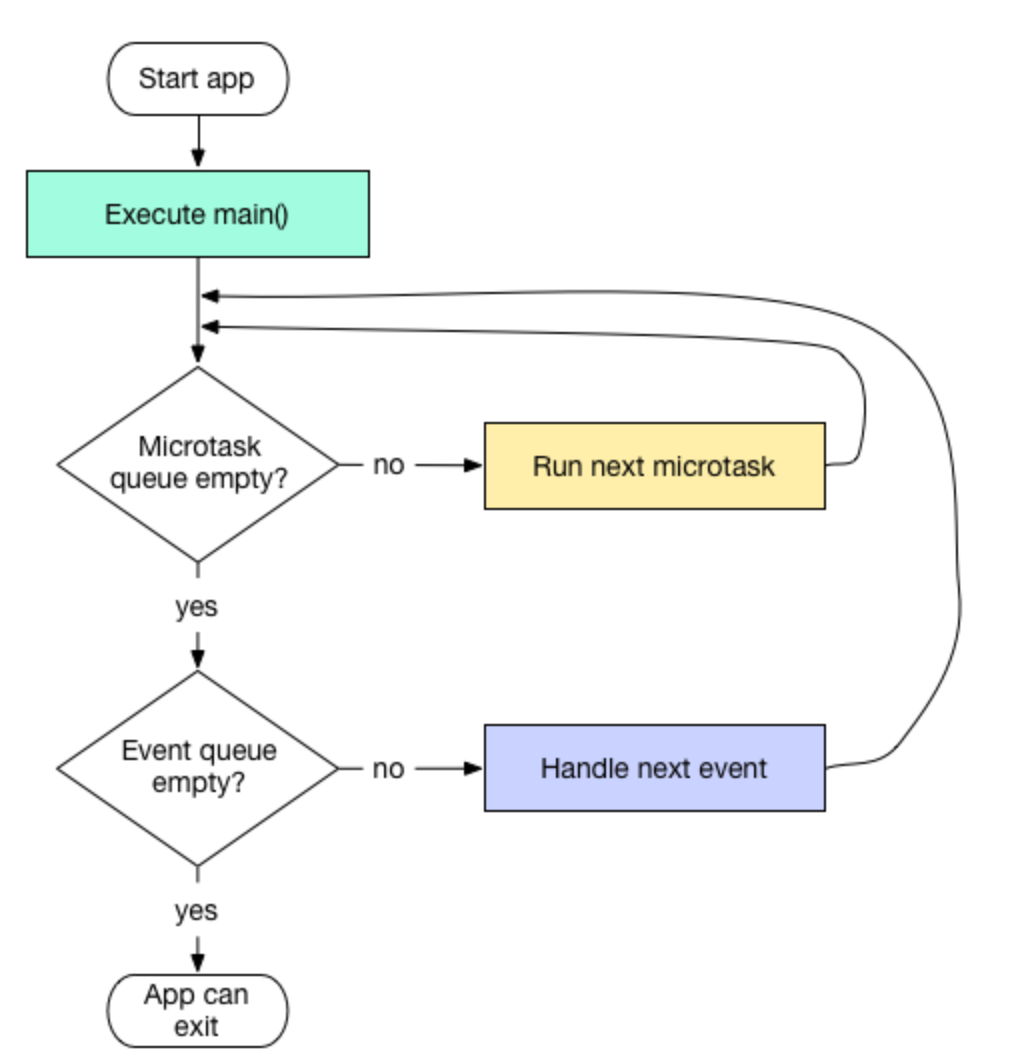 Start app
Execute main()
Microtask
queue empty?
no
Run next microtask
yes
Event queue
empty?
no
Handle next event
yes
App can
exit